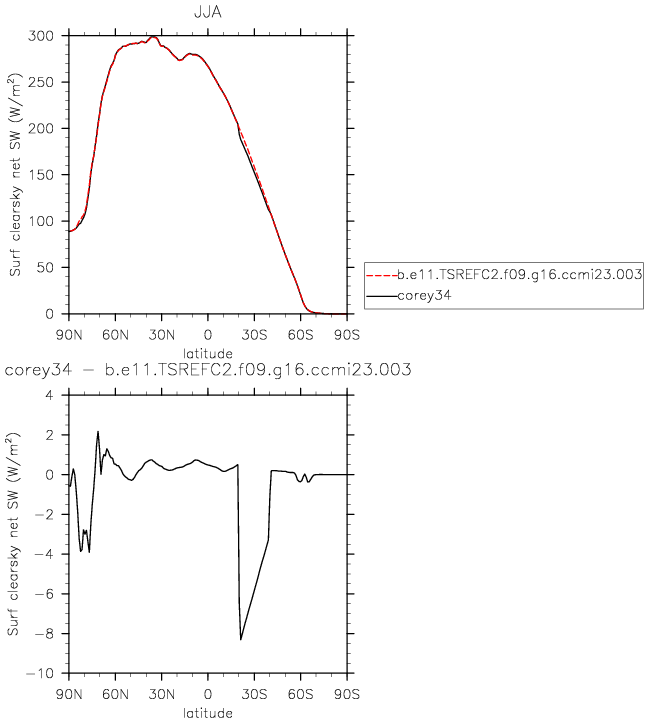 JJA
Surf clearsky net SW (W/m²)
300
250
200
150
100
50
0
90N 60N 30N 0 30S 60S 90S
latitude
b.e11.TSREFC2.f09.g16.ccmi23.003
corey34
corey34 − b.e11.TSREFC2.f09.g16.ccmi23.003
Surf clearsky net SW (W/m²)
4
2
0
−2
−4
−6
−8
−10
90N 60N 30N 0 30S 60S 90S
latitude